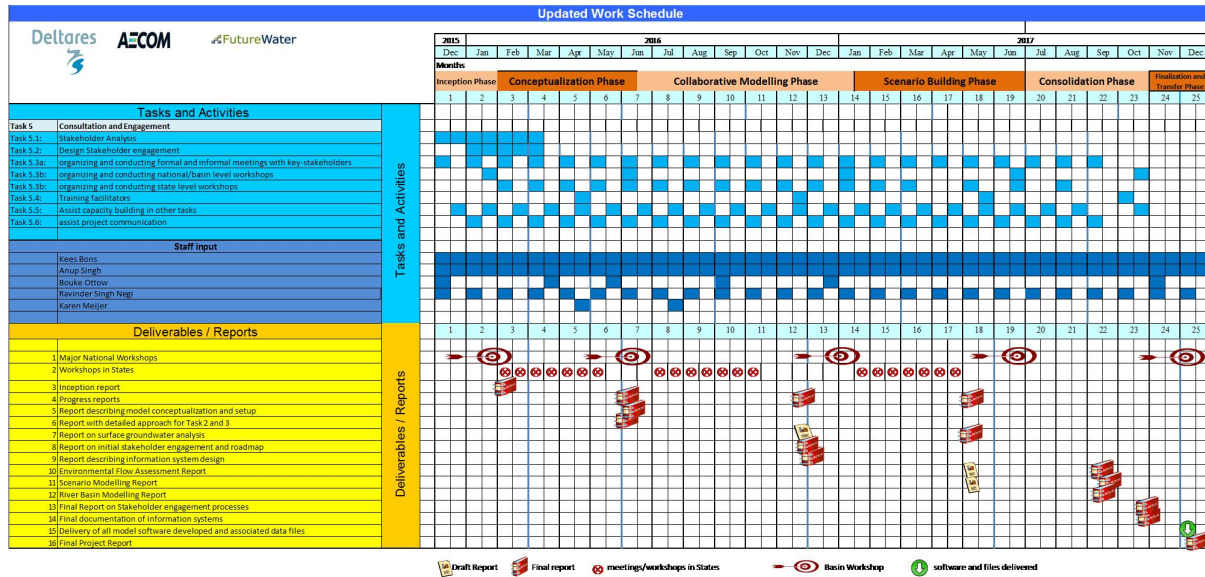 Updated Work Schedule
Deltares AECOM FutureWater
2015 2016 2017
Dec Jan Feb Mar Apr May Jun Jul Aug Sep Oct Nov Dec Jan Feb Mar Apr May Jun Jul Aug Sep Oct Nov Dec
Months
Inception Phase Conceptualization Phase Collaborative Modelling Phase Scenario Building Phase Consolidation Phase Finalization and Transfer Phase
1 2 3 4 5 6 7 8 9 10 11 12 13 14 15 16 17 18 19 20 21 22 23 24 25
Tasks and Activities
Task 5 Consultation and Engagement
Task 5.1: Stakeholder Analysis
Task 5.2: Design Stakeholder engagement
Task 5.3a: organizing and conducting formal and informal meetings with key-stakeholders
Task 5.3b: organizing and conducting national/basin level workshops
Task 5.3b: organizing and conducting state level workshops
Task 5.4: Training facilitators
Task 5.5: Assist capacity building in other tasks
Task 5.6: assist project communication
Tasks and Activities
Staff input
Kees Bons
Anup Singh
Bouke Ottow
Ravinder Singh Negi
Karen Meijer
Deliverables / Reports
1 2 3 4 5 6 7 8 9 10 11 12 13 14 15 16 17 18 19 20 21 22 23 24 25
1 Major National Workshops
2 Workshops in States
3 Inception report
4 Progress reports
5 Report describing model conceptualization and setup
6 Report with detailed approach for Task 2 and 3
7 Report on surface groundwater analysis
8 Report on initial stakeholder engagement and roadmap
9 Report describing information system design
10 Environmental Flow Assessment Report
11 Scenario Modelling Report
12 River Basin Modelling Report
13 Final Report on Stakeholder engagement processes
14 Final documentation of information systems
15 Delivery of all model software developed and associated data files
16 Final Project Report
Deliverables / Reports
Draft Report Final report meetings/workshops in States Basin Workshop software and files delivered